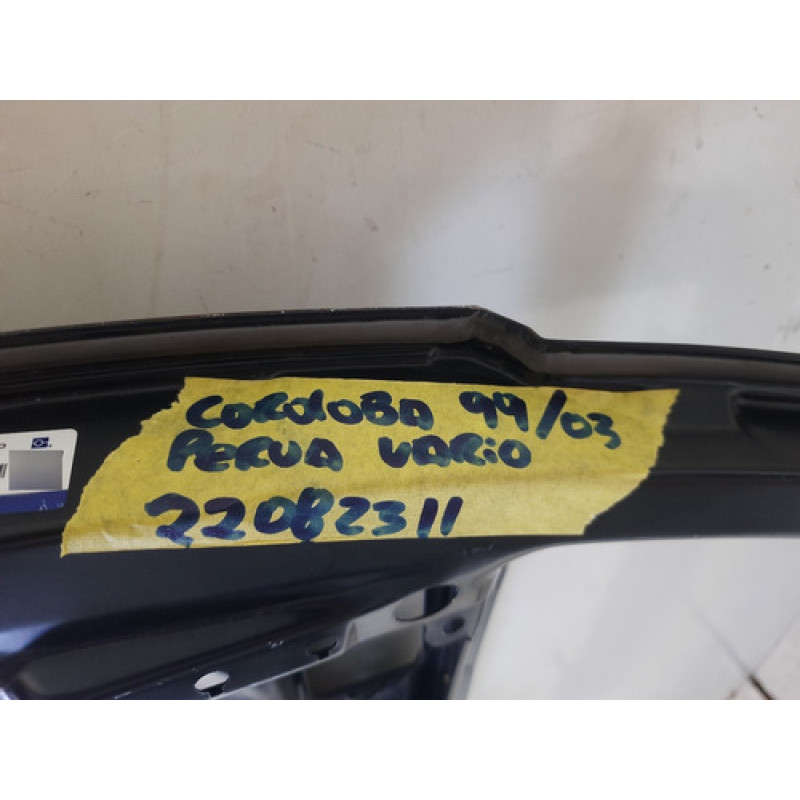 CORDOBA 99/03
PERUA VARIO
22082311